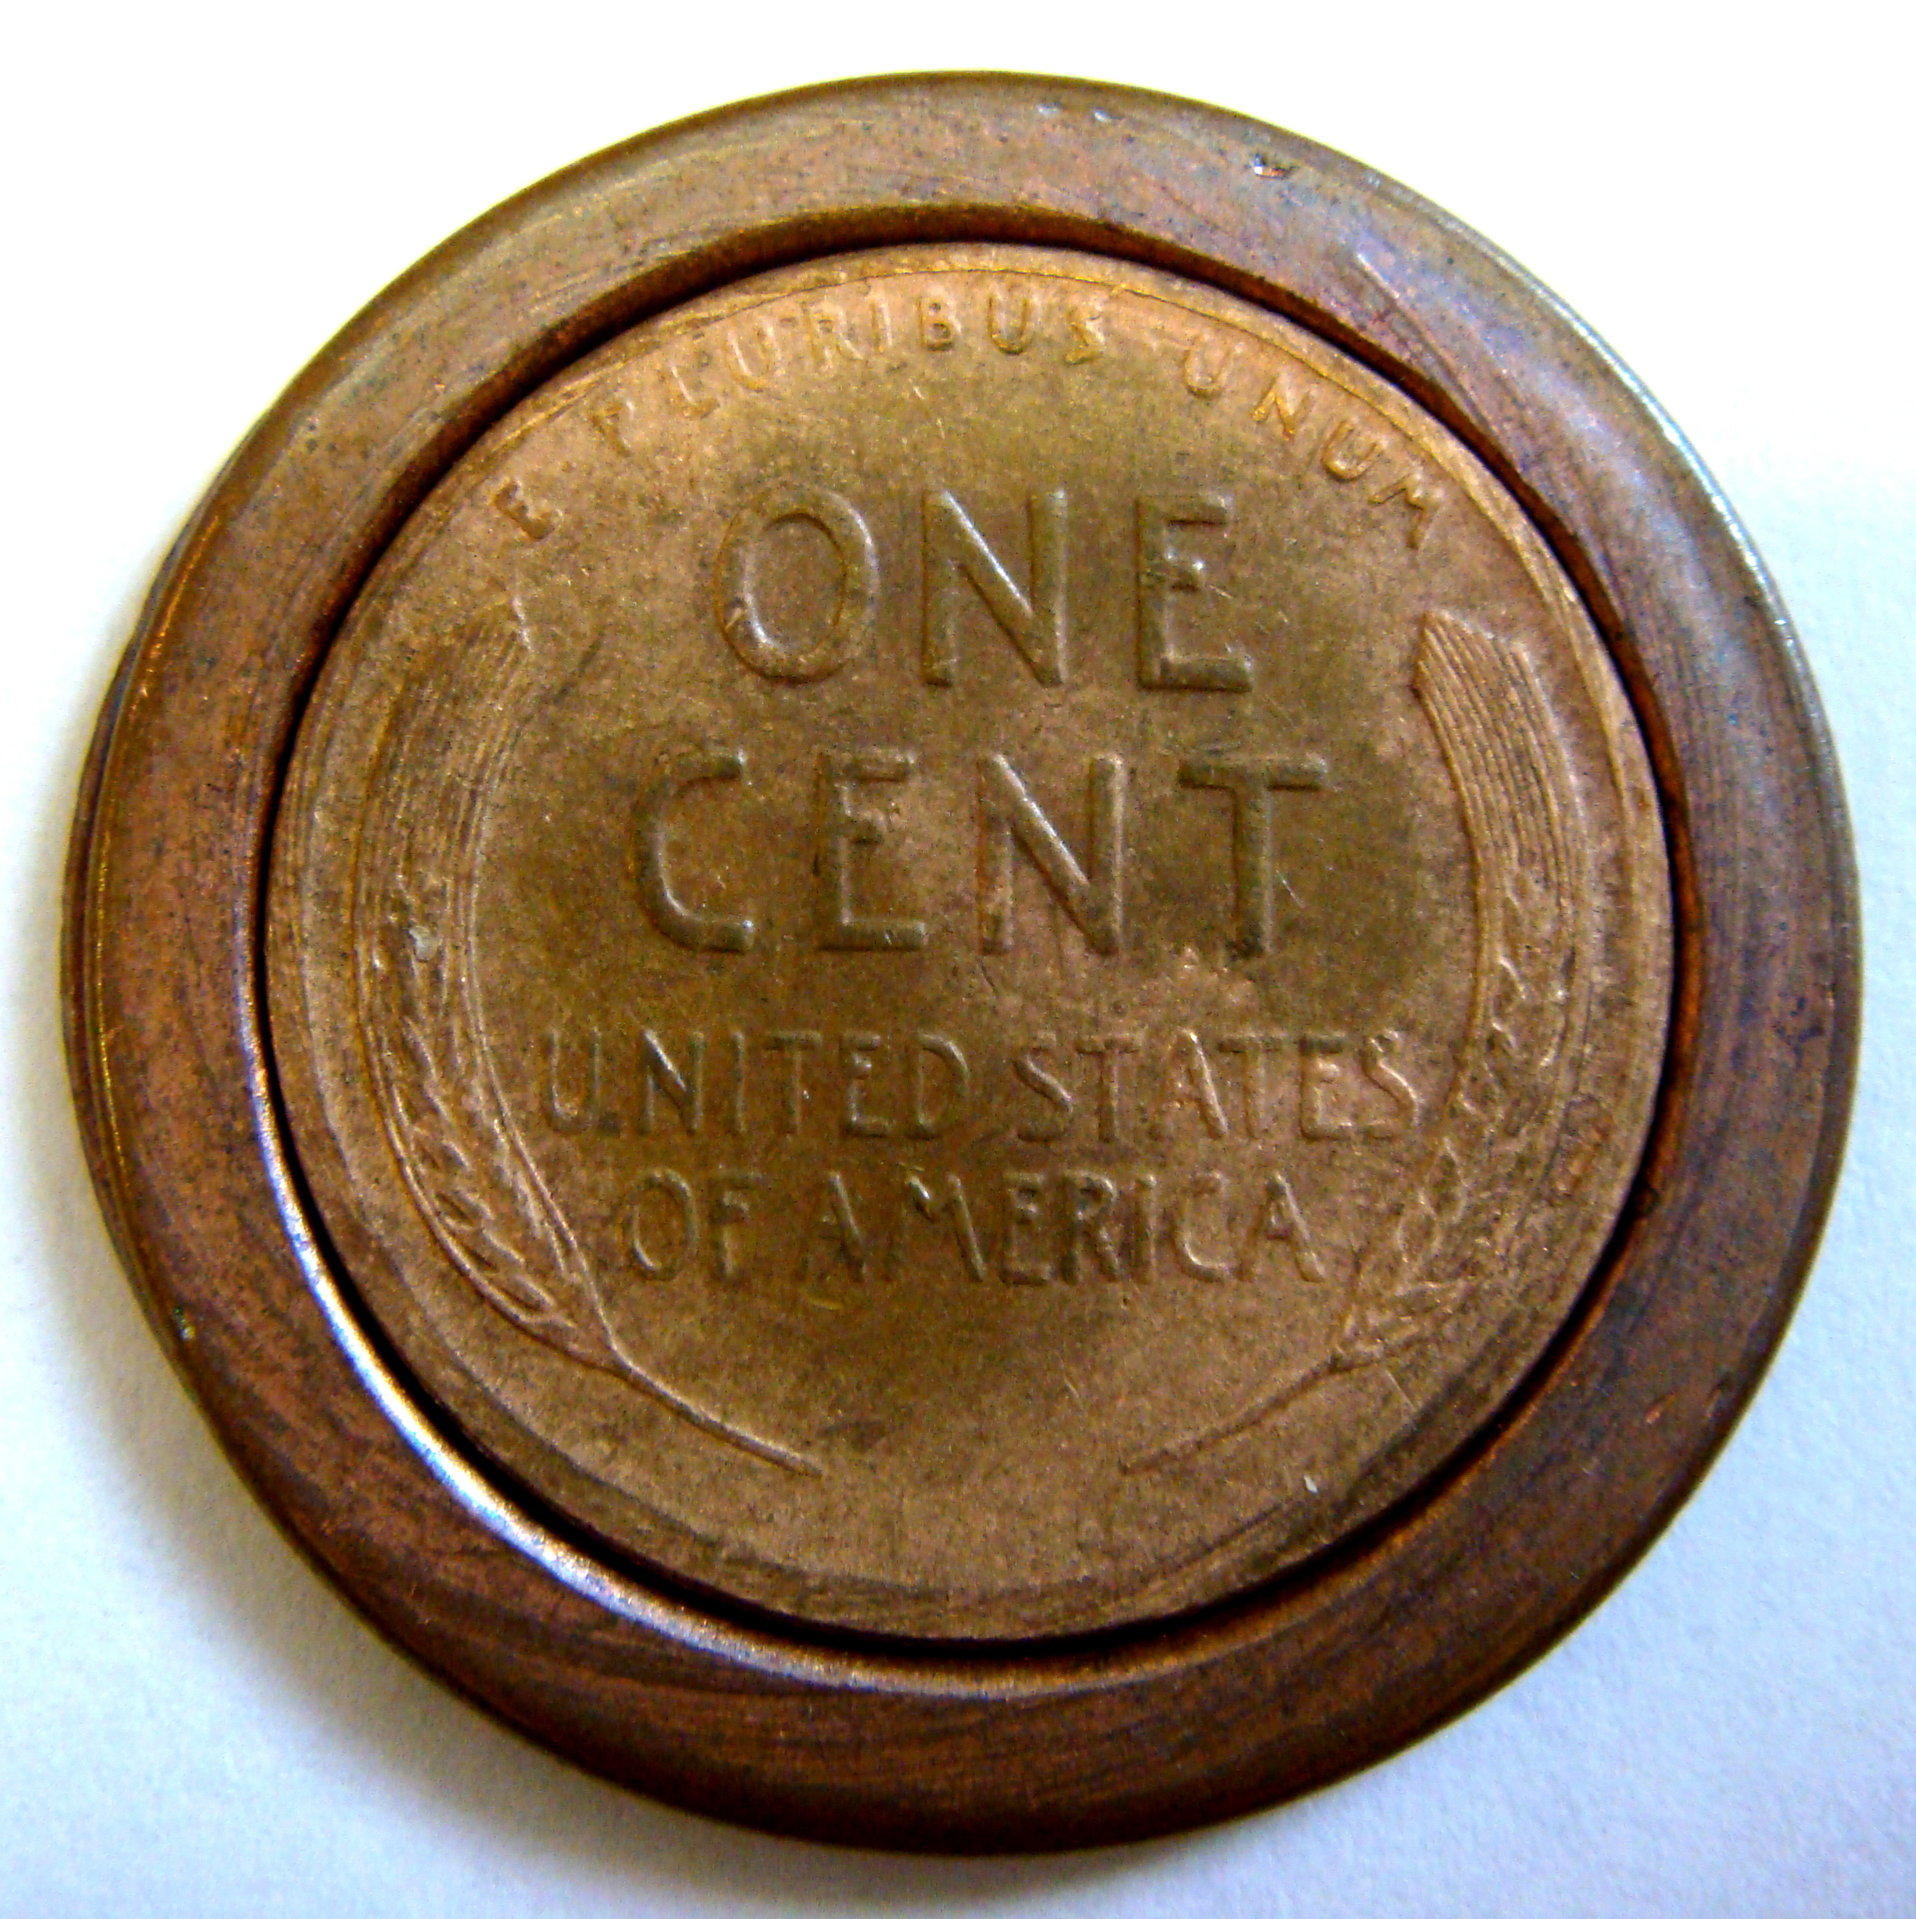 E PLURIBUS UNUM
ONE
CENT
UNITED STATES
OF AMERICA